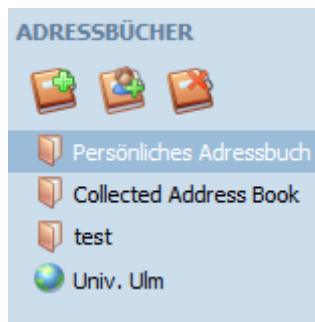 ADRESSBÜCHER
Persönliches Adressbuch
Collected Address Book
test
Univ. Ulm